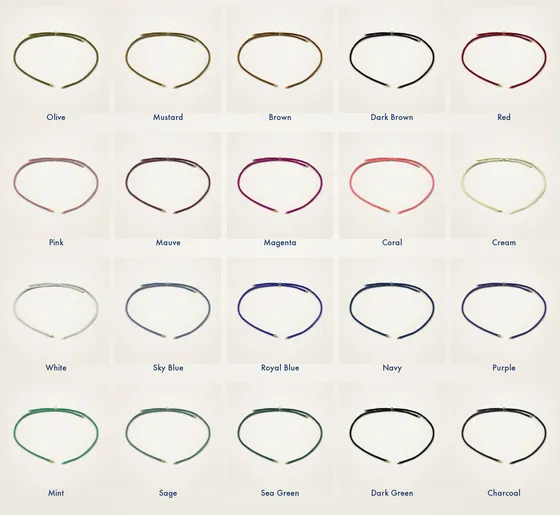 Olive
Mustard
Brown
Dark Brown
Red
Pink
Mauve
Magenta
Coral
Cream
White
Sky Blue
Royal Blue
Navy
Purple
Mint
Sage
Sea Green
Dark Green
Charcoal